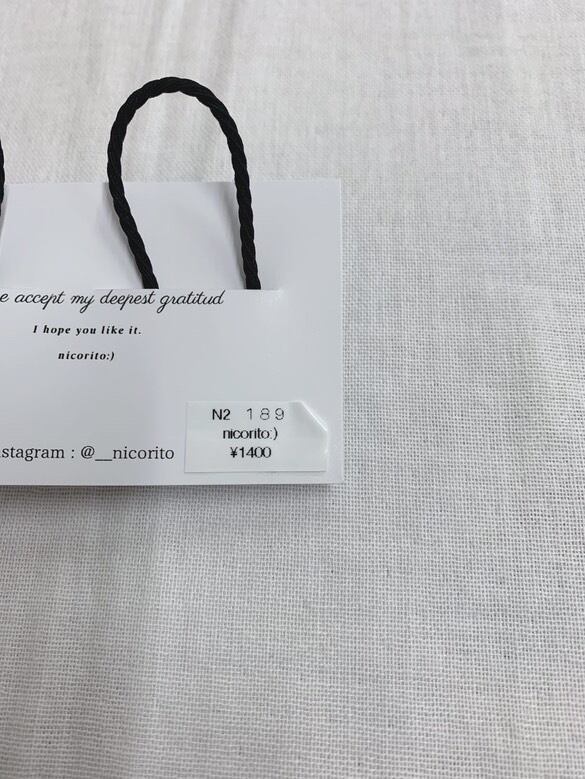 e accept my deepest gratitud
I hope you like it.
nicorito:)
stagram : @__nicorito
N2 189
nicorito:)
¥1400